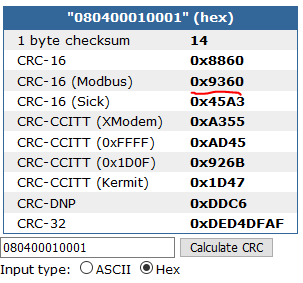 "080400010001" (hex)
1 byte checksum 14
CRC-16 0x8860
CRC-16 (Modbus) 0x9360
CRC-16 (Sick) 0x45A3
CRC-CCITT (XModem) 0xA355
CRC-CCITT (0xFFFF) 0xAD45
CRC-CCITT (0x1D0F) 0x926B
CRC-CCITT (Kermit) 0x1D47
CRC-DNP 0xDDC6
CRC-32 0xDED4DFAF
080400010001 Calculate CRC
Input type: ASCII Hex